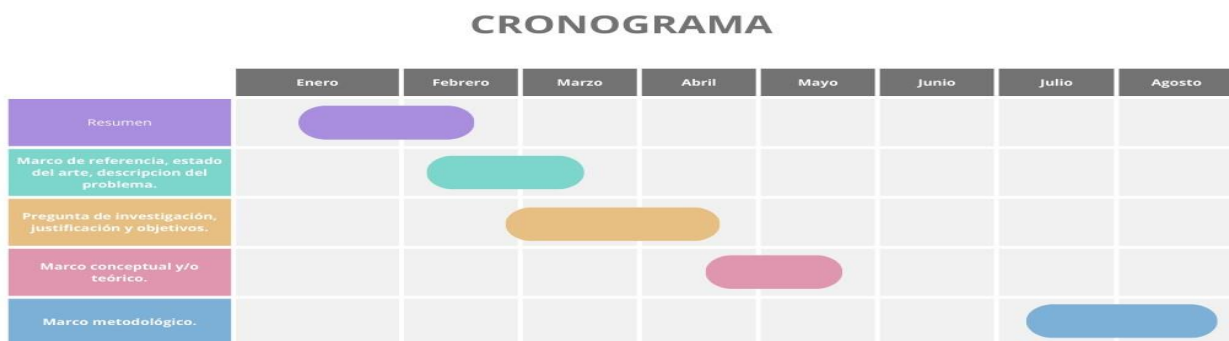 CRONOGRAMA
Enero Febrero Marzo Abril Mayo Junio Julio Agosto
Resumen
Marco de referencia, estado
del arte, descripcion del
problema.
Pregunta de investigación,
justificación y objetivos.
Marco conceptual y/o
teórico.
Marco metodológico.